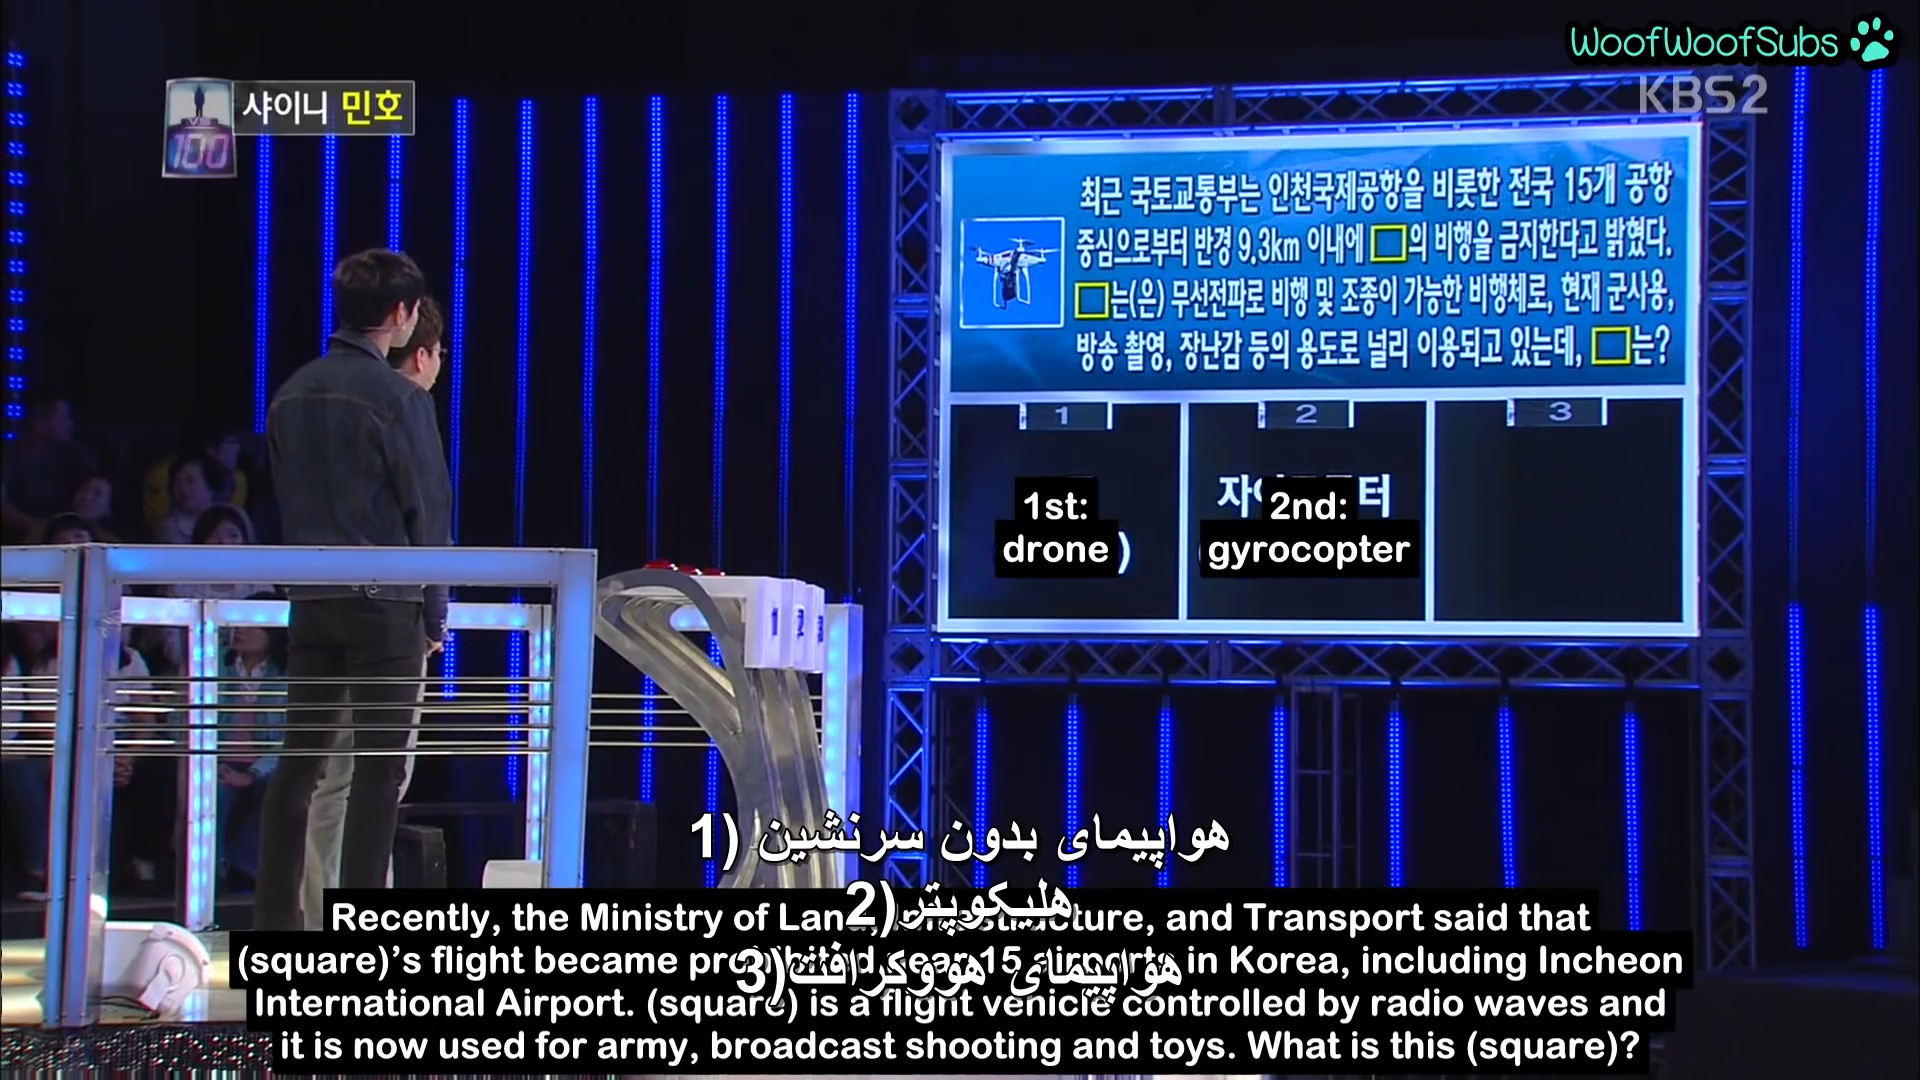 WoofWoofSubs
KBS2
VS
100
샤이니 민호
최근 국토교통부는 인천국제공항을 비롯한 전국 15개 공항
중심으로부터 반경 9.3km 이내에 □의 비행을 금지한다고 밝혔다.
□는(은) 무선전파로 비행 및 조종이 가능한 비행체로, 현재 군사용,
방송 촬영, 장난감 등의 용도로 널리 이용되고 있는데, □는?
1
2
3
1st:
drone
2nd:
gyrocopter
1) هواپیمای بدون سرنشین
2) هلیکوپتر
3) هواپیمای هووکرافت
Recently, the Ministry of Land, Infrastructure, and Transport said that
(square)’s flight became prohibited near 15 airports in Korea, including Incheon
International Airport. (square) is a flight vehicle controlled by radio waves and
it is now used for army, broadcast shooting and toys. What is this (square)?